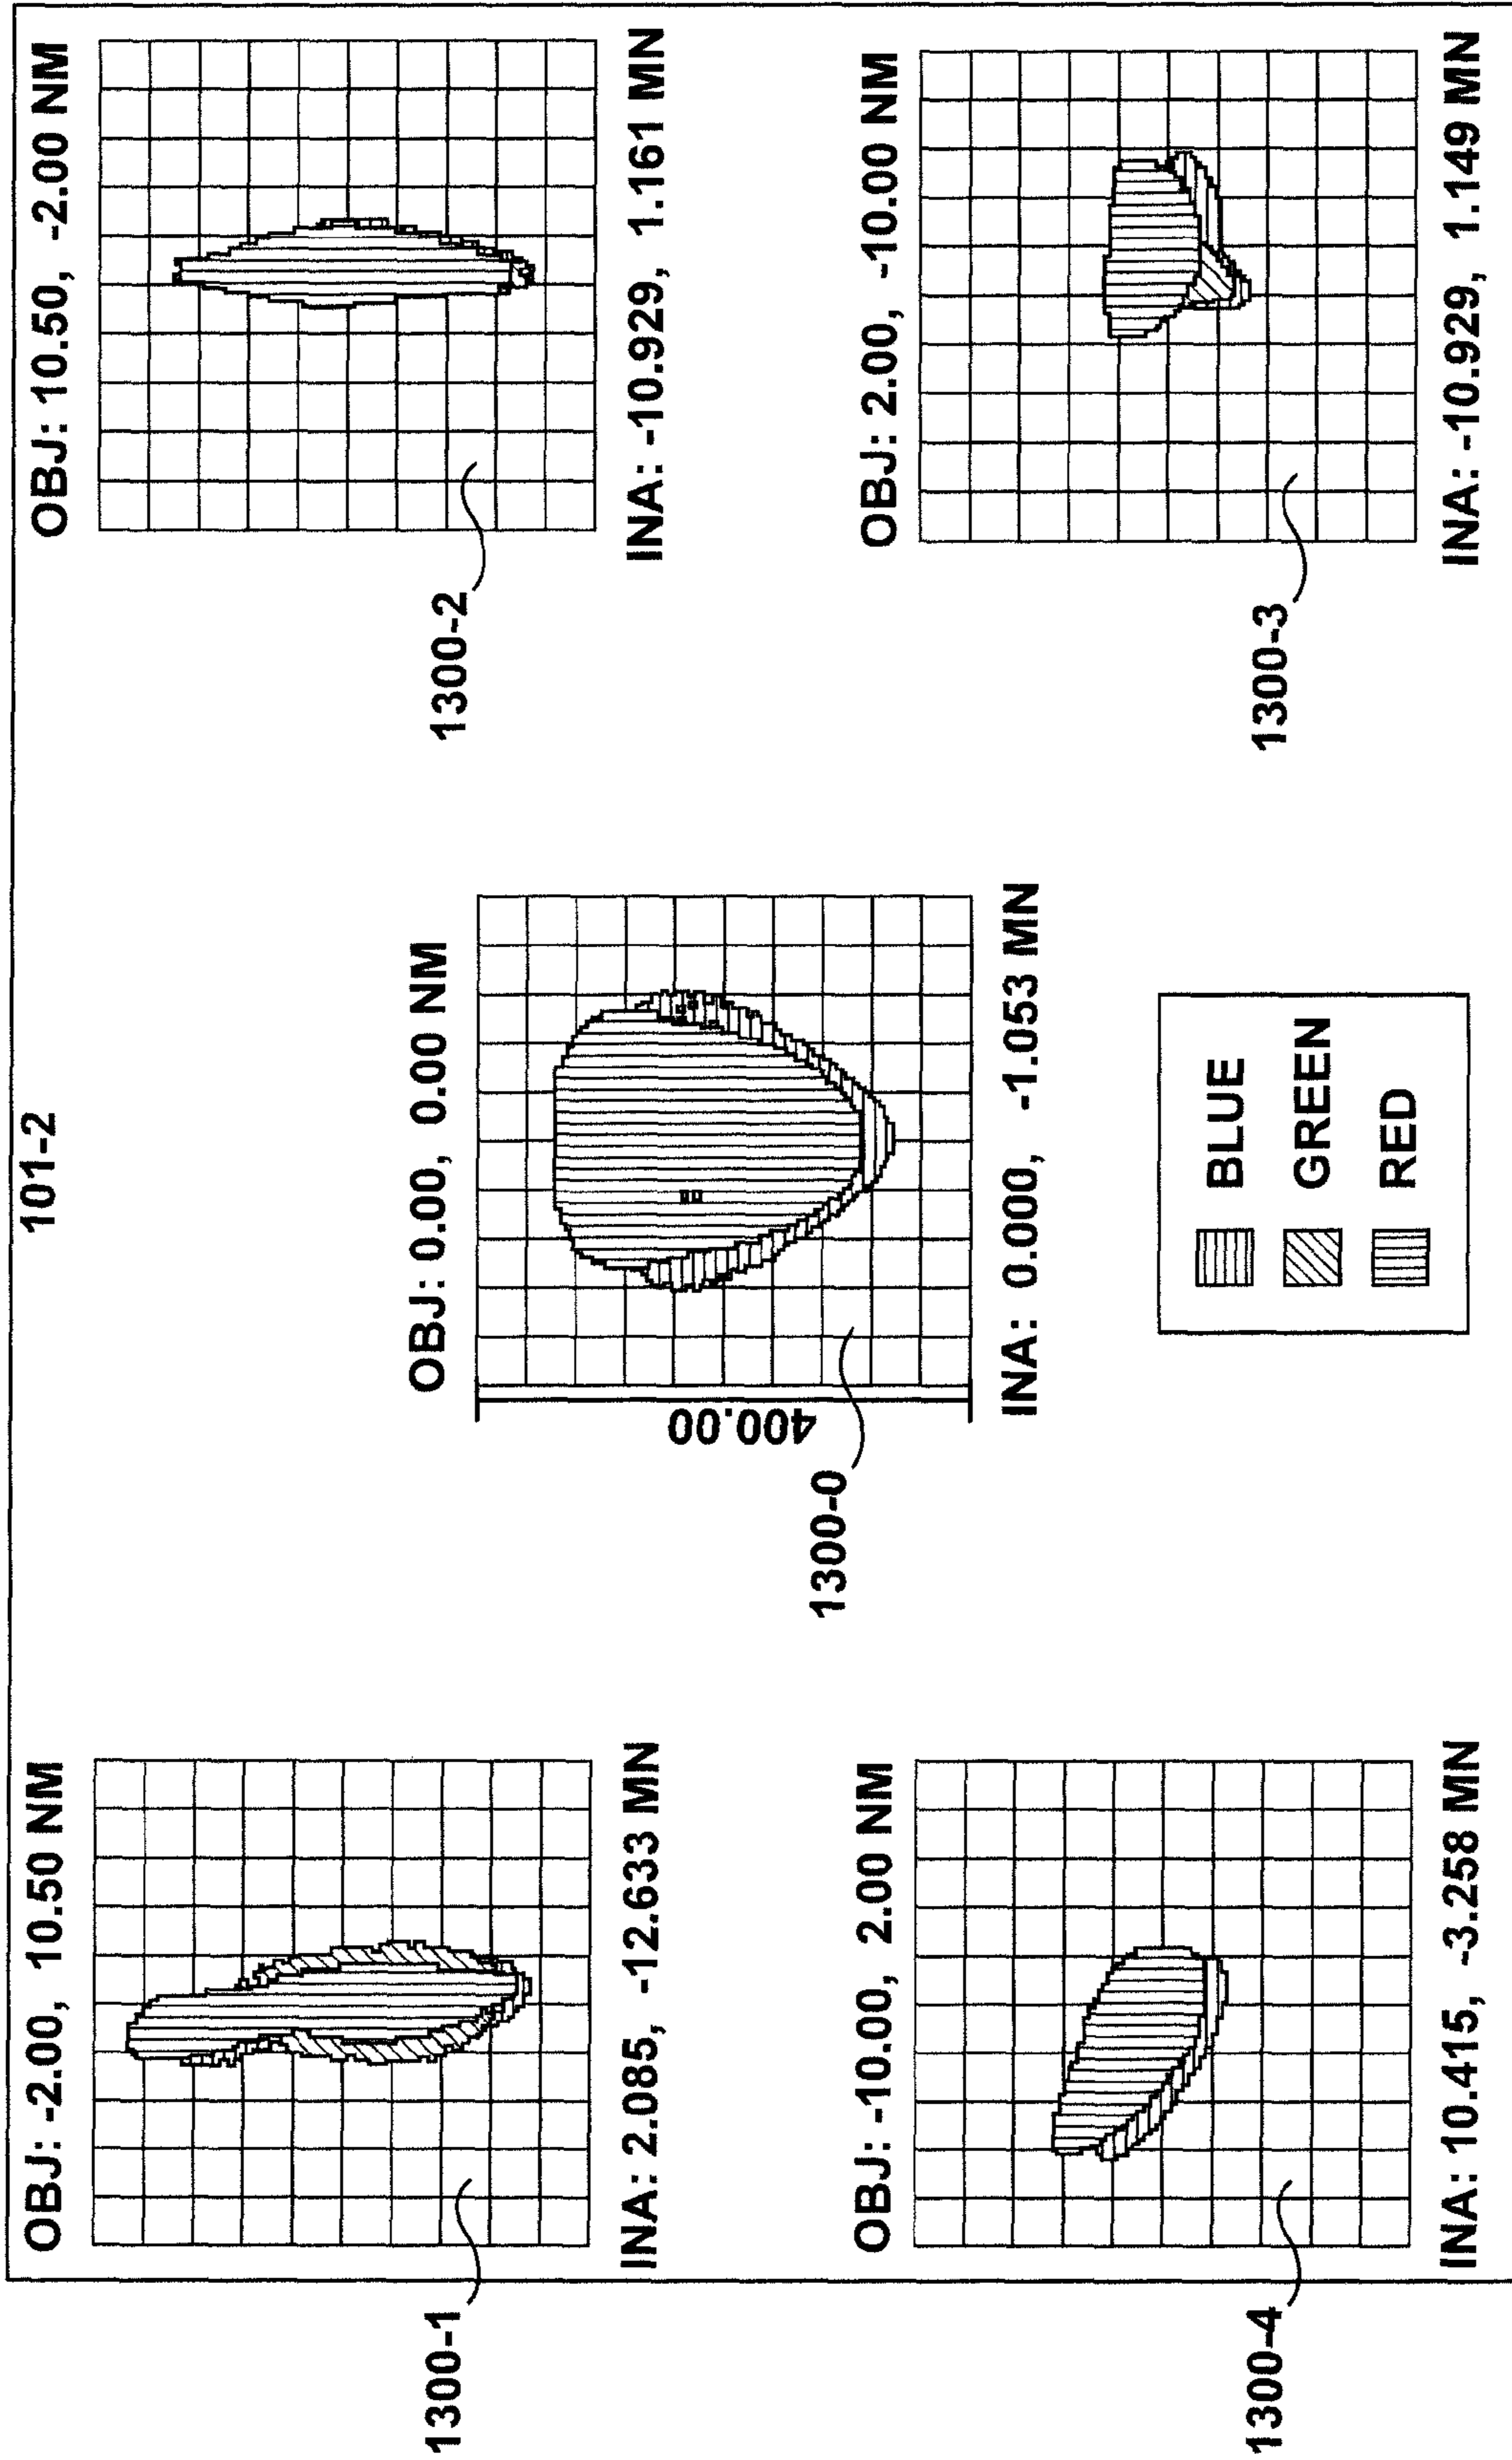 101-2
OBJ: -2.00, 10.50 NM
1300-1
INA: 2.085, -12.633 MN
OBJ: 10.50, -2.00 NM
1300-2
INA: -10.929, 1.161 MN
OBJ: 0.00, 0.00 NM
400.00
1300-0
INA: 0.000, -1.053 MN
OBJ: -10.00, 2.00 NM
1300-4
INA: 10.415, -3.258 MN
OBJ: 2.00, -10.00 NM
1300-3
INA: -10.929, 1.149 MN
BLUE
GREEN
RED